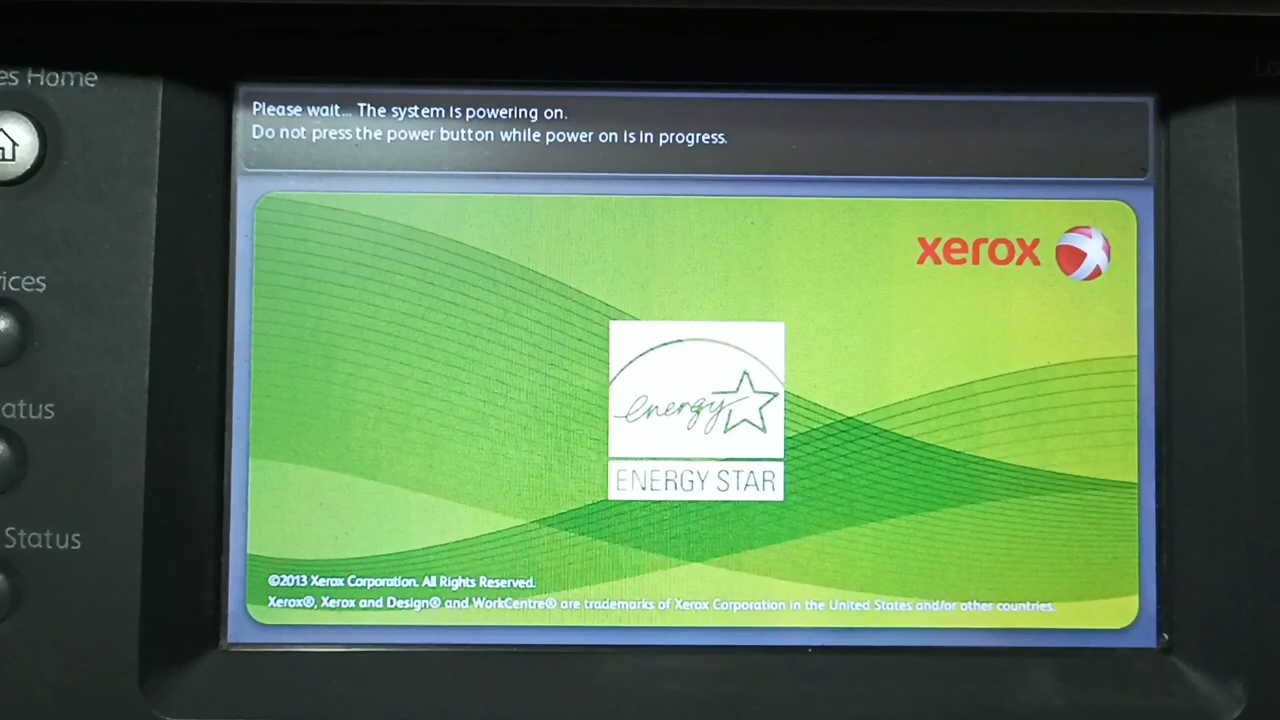 es Home
Please wait... The system is powering on.
Do not press the power button while power on is in progress.
xerox
ices
energy
atus
ENERGY STAR
Status
©2013 Xerox Corporation. All Rights Reserved.
Xerox®, Xerox and Design® and WorkCentre® are trademarks of Xerox Corporation in the United States and/or other countries.